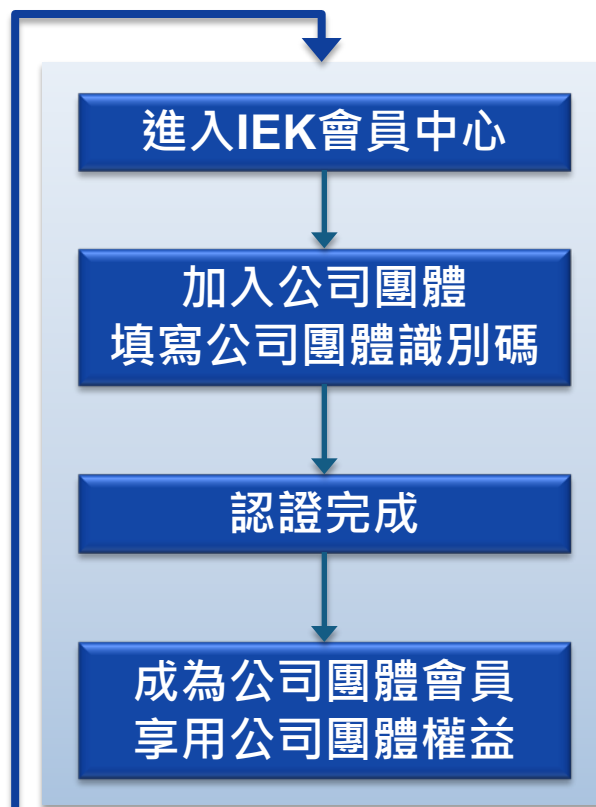 進入IEK會員中心
加入公司團體
填寫公司團體識別碼
認證完成
成為公司團體會員
享用公司團體權益